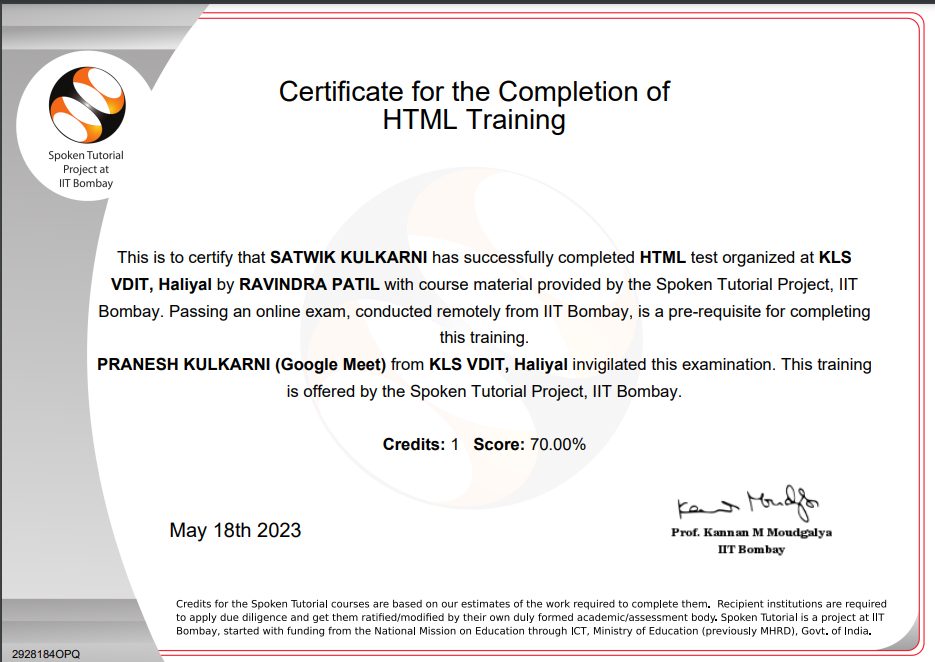 Spoken Tutorial
Project at
IIT Bombay
Certificate for the Completion of
HTML Training
This is to certify that SATWIK KULKARNI has successfully completed HTML test organized at KLS
VDIT, Haliyal by RAVINDRA PATIL with course material provided by the Spoken Tutorial Project, IIT
Bombay. Passing an online exam, conducted remotely from IIT Bombay, is a pre-requisite for completing
this training.
PRANESH KULKARNI (Google Meet) from KLS VDIT, Haliyal invigilated this examination. This training
is offered by the Spoken Tutorial Project, IIT Bombay.
Credits: 1 Score: 70.00%
May 18th 2023
Kannan Moudgalya
Prof. Kannan M Moudgalya
IIT Bombay
Credits for the Spoken Tutorial courses are based on our estimates of the work required to complete them. Recipient institutions are required
to apply due diligence and get them ratified/modified by their own duly formed academic/assessment body. Spoken Tutorial is a project at IIT
Bombay, started with funding from the National Mission on Education through ICT, Ministry of Education (previously MHRD), Govt. of India.
2928184OPQ